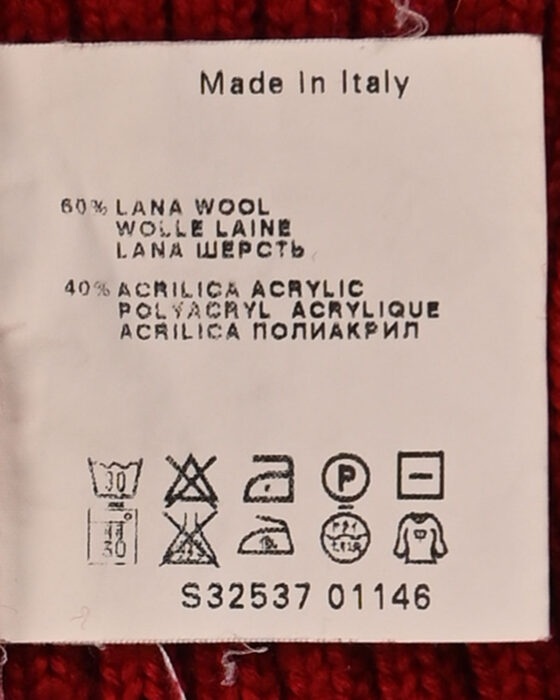 Made in Italy
60% LANA WOOL
WOLLE LAINE
LANA ШЕРСТЬ
40% ACRILICA ACRYLIC
POLYACRYL ACRYLIQUE
ACRILICA ПОЛИАКРИЛ
30 P
30
S32537 01146